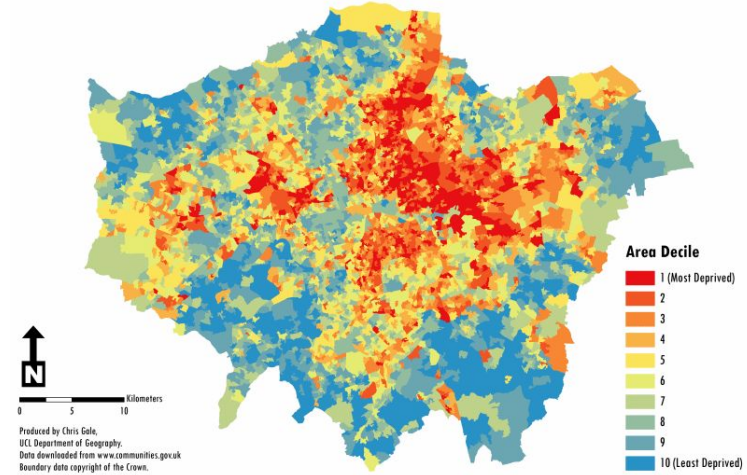 Area Decile
1 (Most Deprived)
2
3
4
5
6
7
8
9
10 (Least Deprived)
N
Kilometers
0 5 10
Produced by Chris Gale,
UCL Department of Geography.
Data downloaded from www.communities.gov.uk
Boundary data copyright of the Crown.